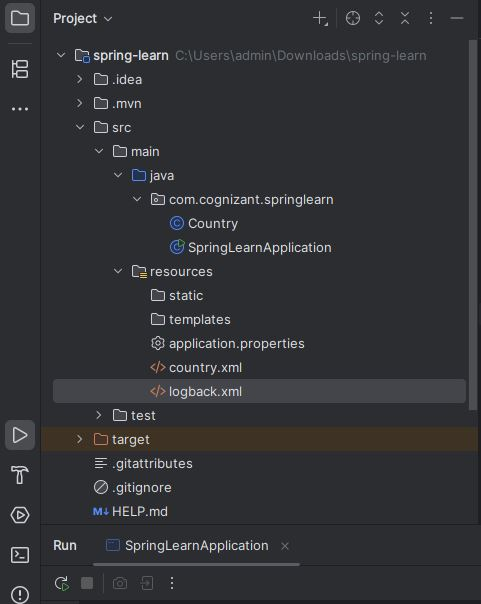 Project
spring-learn C:\Users\admin\Downloads\spring-learn
.idea
.mvn
src
main
java
com.cognizant.springlearn
Country
SpringLearnApplication
resources
static
templates
application.properties
country.xml
logback.xml
test
target
.gitattributes
.gitignore
HELP.md
Run SpringLearnApplication